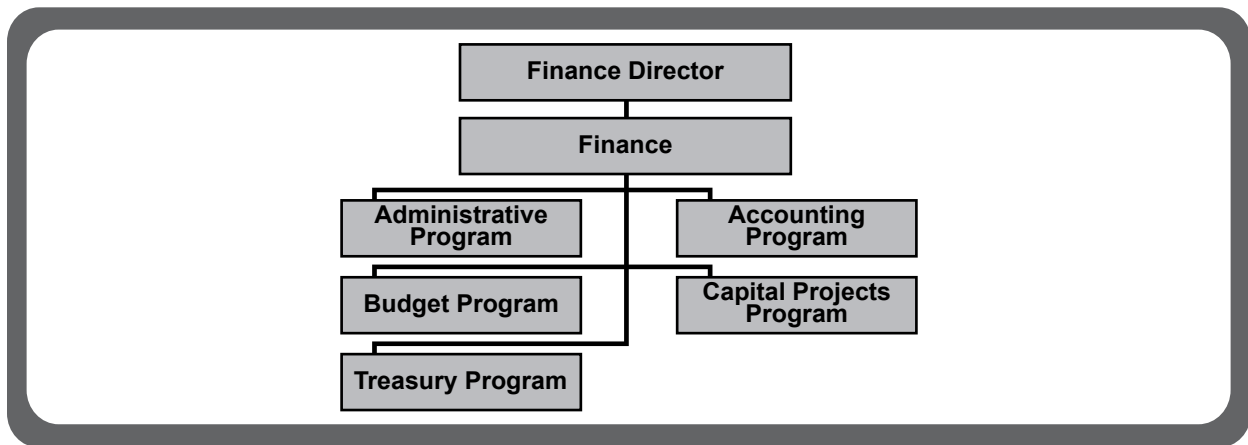 Finance Director
Finance
Administrative
Program
Accounting
Program
Budget Program
Capital Projects
Program
Treasury Program